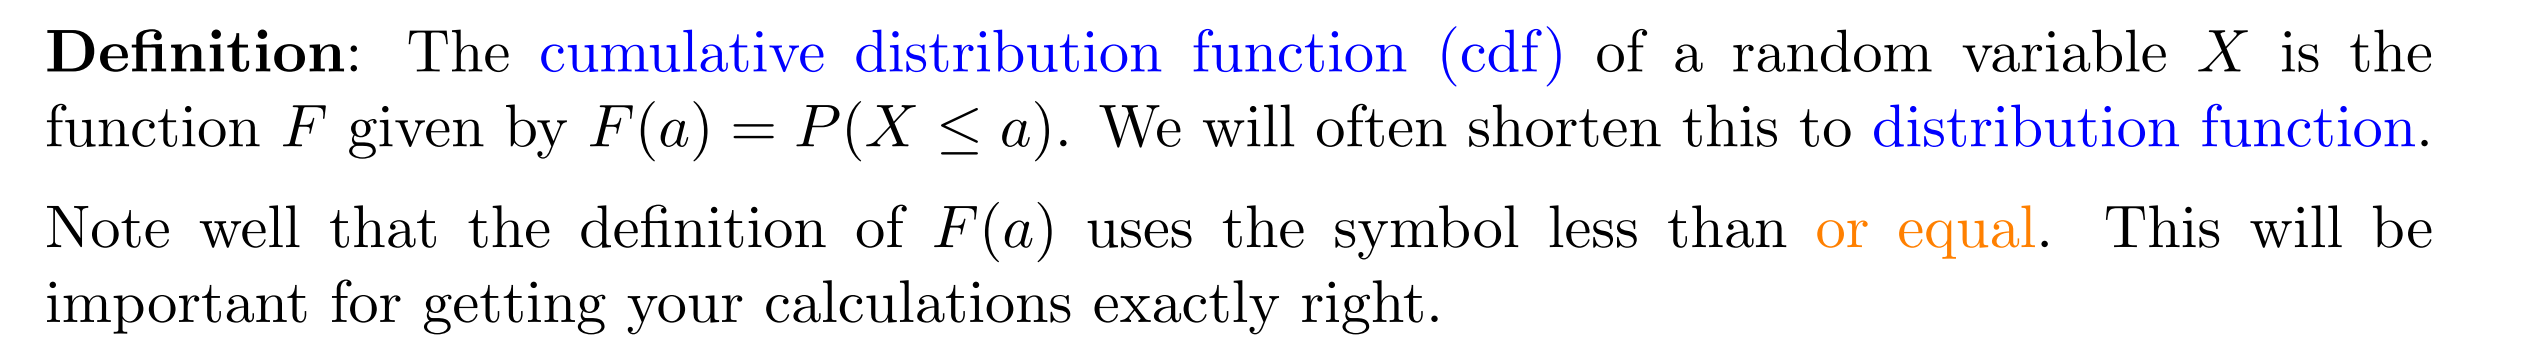 Definition: The cumulative distribution function (cdf) of a random variable X is the
function F given by F(a) = P(X ≤ a). We will often shorten this to distribution function.
Note well that the definition of F(a) uses the symbol less than or equal. This will be
important for getting your calculations exactly right.